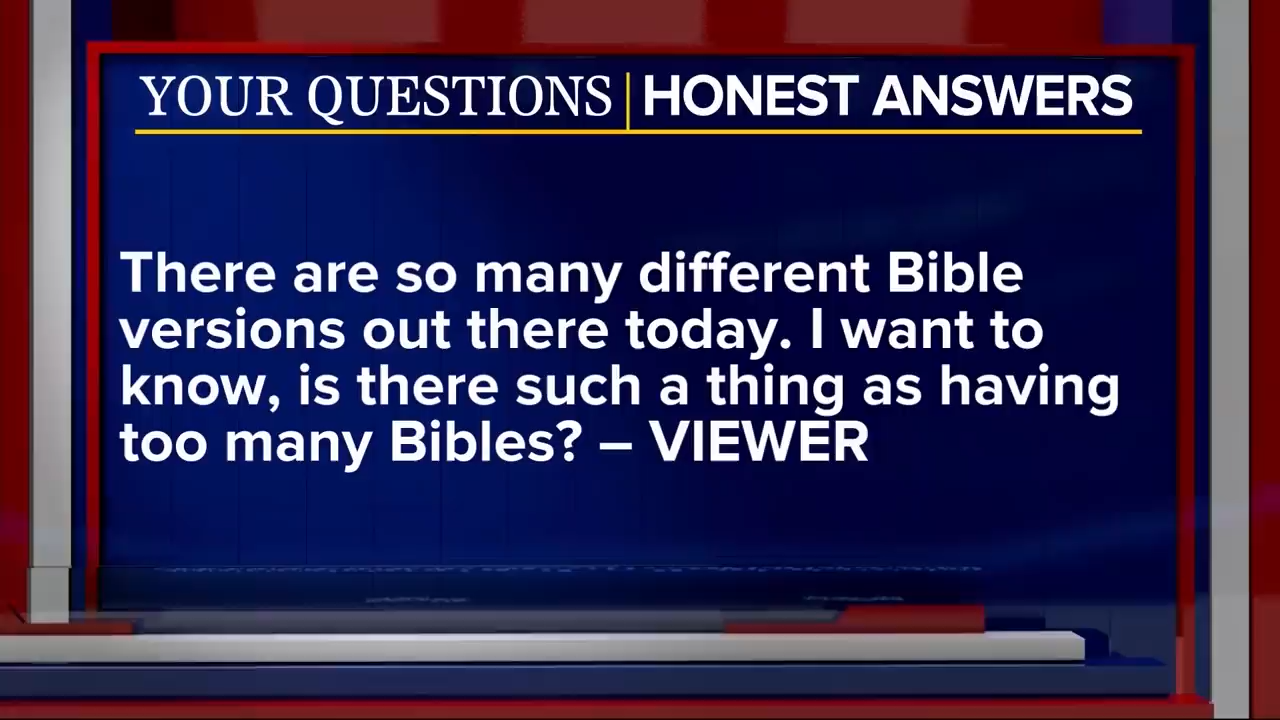 YOUR QUESTIONS | HONEST ANSWERS
There are so many different Bible
versions out there today. I want to
know, is there such a thing as having
too many Bibles? – VIEWER